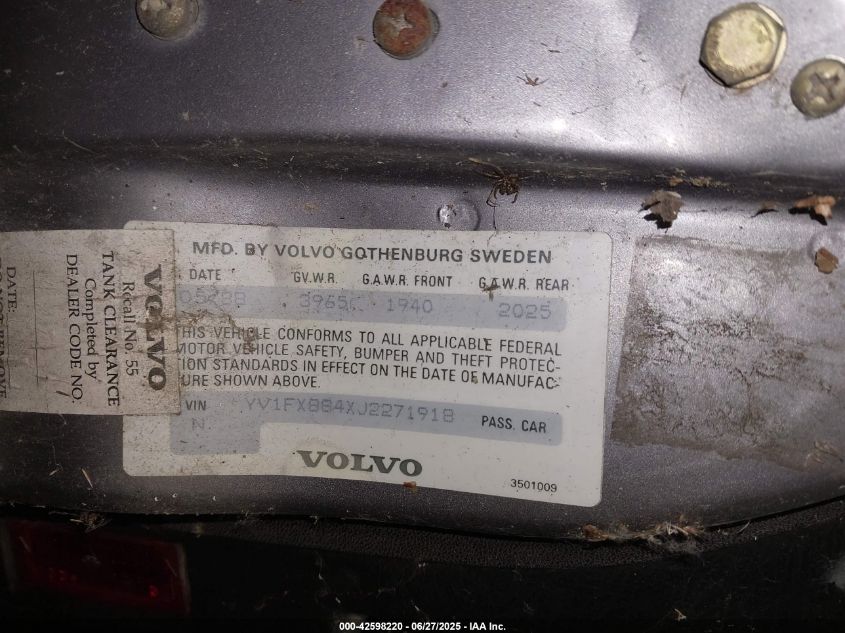 MFD. BY VOLVO GOTHENBURG SWEDEN
DATE G.V.W.R. G.A.W.R. FRONT G.A.W.R. REAR
3965 1940 2025
THIS VEHICLE CONFORMS TO ALL APPLICABLE FEDERAL
MOTOR VEHICLE SAFETY, BUMPER AND THEFT PROTEC-
TION STANDARDS IN EFFECT ON THE DATE OF MANUFAC-
URE SHOWN ABOVE.
VIN YV1FX884XJ2271918 PASS. CAR
N
VOLVO
3501009
VOLVO
Recall No. 55
TANK CLEARANCE
Completed by
DEALER CODE NO.
DATE:
000-42598220 - 06/27/2025 - IAA Inc.